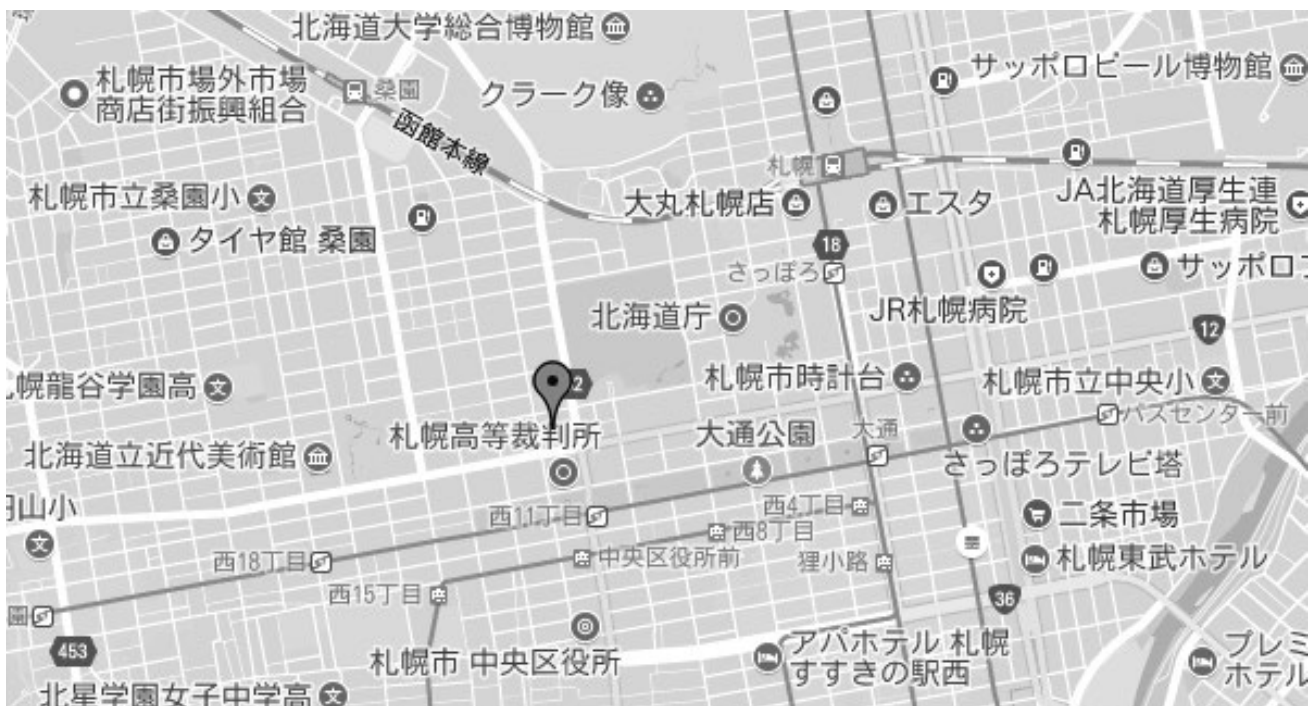 北海道大学総合博物館
札幌市場外市場
商店街振興組合
桑園
クラーク像
サッポロビール博物館
函館本線
札幌
札幌市立桑園小
文
大丸札幌店
エスタ
JA北海道厚生連
札幌厚生病院
タイヤ館 桑園
18
さっぽろ
サッポロ
北海道庁
JR札幌病院
12
幌龍谷学園高
文
2
札幌市時計台
札幌市立中央小
文
バスセンター前
札幌高等裁判所
大通公園
大通
北海道立近代美術館
さっぽろテレビ塔
山小
文
西11丁目
西4丁目
二条市場
西18丁目
中央区役所前
西8丁目
狸小路
札幌東武ホテル
西15丁目
36
453
札幌市 中央区役所
アパホテル 札幌
すすきの駅西
プレミ
ホテル
北星学園女子中学高
文